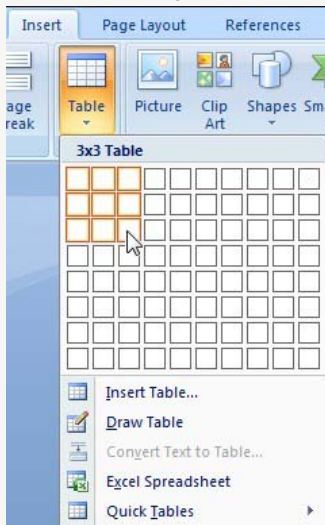 Insert Page Layout References
Table Picture Clip Art Shapes Sm
age reak
3x3 Table
Insert Table...
Draw Table
Convert Text to Table...
Excel Spreadsheet
Quick Tables